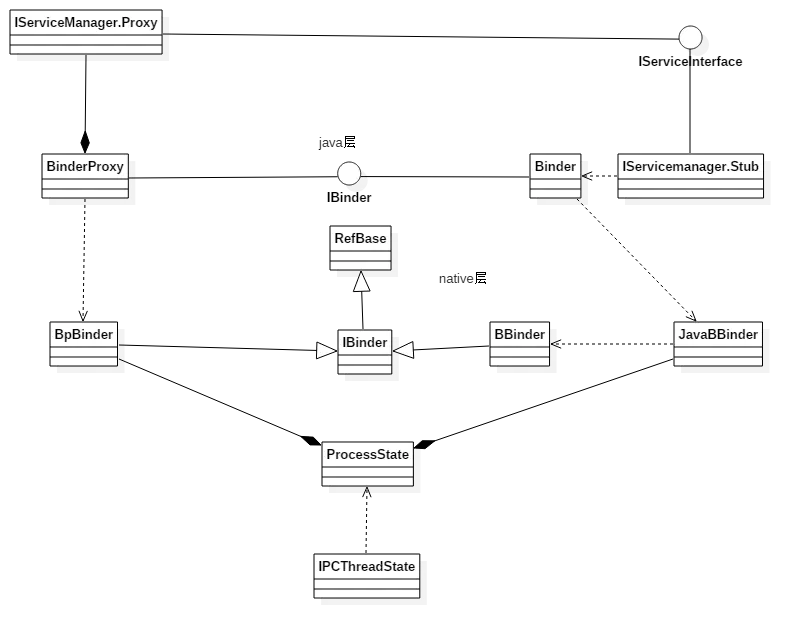 IServiceManager.Proxy
IServiceInterface
java层
BinderProxy
IBinder
Binder
IServicemanager.Stub
RefBase
native层
BpBinder
IBinder
BBinder
JavaBBinder
ProcessState
IPCThreadState